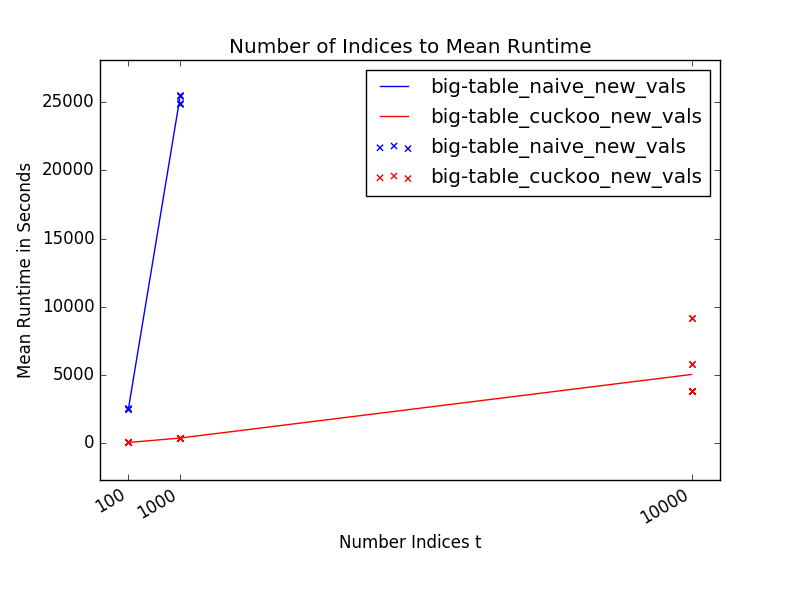 Number of Indices to Mean Runtime
big-table_naive_new_vals
big-table_cuckoo_new_vals
big-table_naive_new_vals
big-table_cuckoo_new_vals
Mean Runtime in Seconds
25000
20000
15000
10000
5000
0
100
1000
10000
Number Indices t